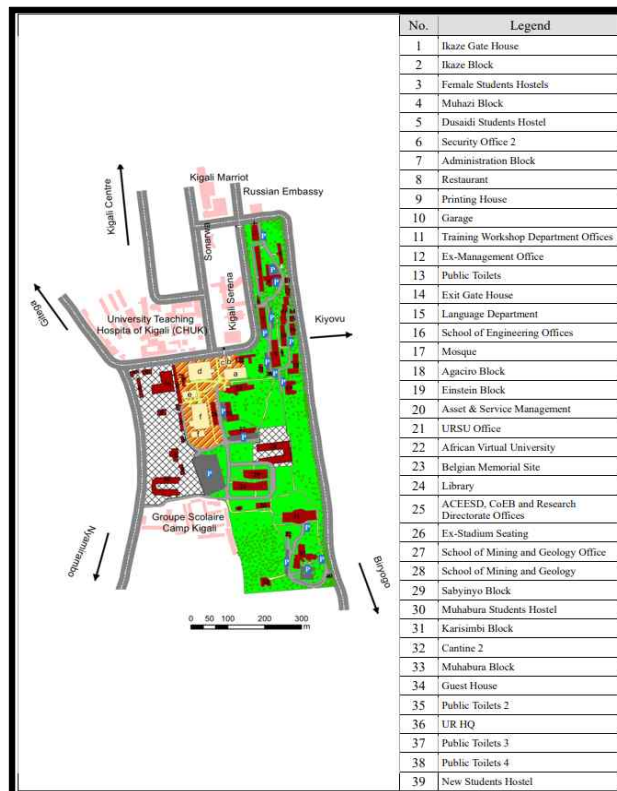 No. Legend
1 Ikaze Gate House
2 Ikaze Block
3 Female Students Hostels
4 Muhazi Block
5 Dusaidi Students Hostel
6 Security Office 2
7 Administration Block
8 Restaurant
9 Printing House
10 Garage
11 Training Workshop Department Offices
12 Ex-Management Office
13 Public Toilets
14 Exit Gate House
15 Language Department
16 School of Engineering Offices
17 Mosque
18 Agaciro Block
19 Einstein Block
20 Asset & Service Management
21 URSU Office
22 African Virtual University
23 Belgian Memorial Site
24 Library
25 ACEESD, CoEB and Research
Directorate Offices
26 Ex-Stadium Seating
27 School of Mining and Geology Office
28 School of Mining and Geology
29 Sabyinyo Block
30 Muhabura Students Hostel
31 Karisimbi Block
32 Cantine 2
33 Muhabura Block
34 Guest House
35 Public Toilets 2
36 UR HQ
37 Public Toilets 3
38 Public Toilets 4
39 New Students Hostel
Kigali Marriot
Russian Embassy
Kigali Centre
Sonarwa
Kigali Serena
Gitega
University Teaching
Hospita of Kigali (CHUK)
Kiyovu
b
d
a
e
f
P
Groupe Scolaire
Camp Kigali
Nyamirambo
Biryogo
0 50 100 200 300
m